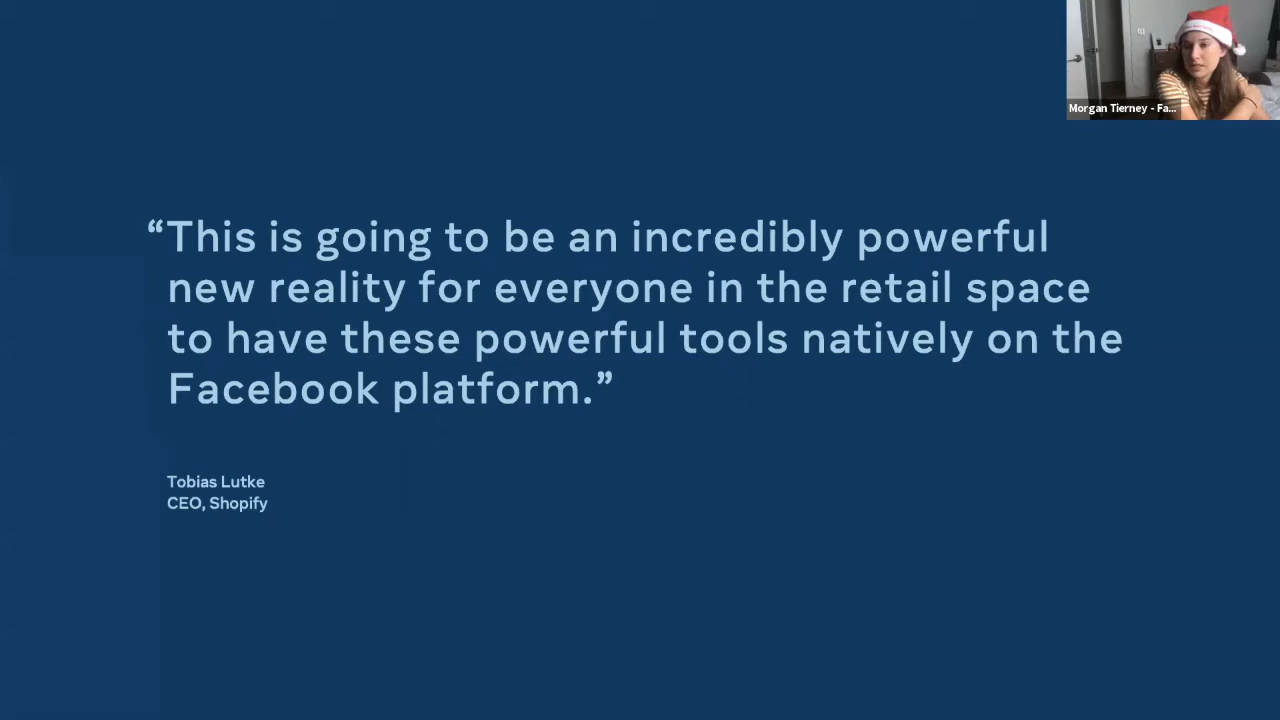 Morgan Tierney - Fa...
“This is going to be an incredibly powerful
new reality for everyone in the retail space
to have these powerful tools natively on the
Facebook platform.”
Tobias Lutke
CEO, Shopify